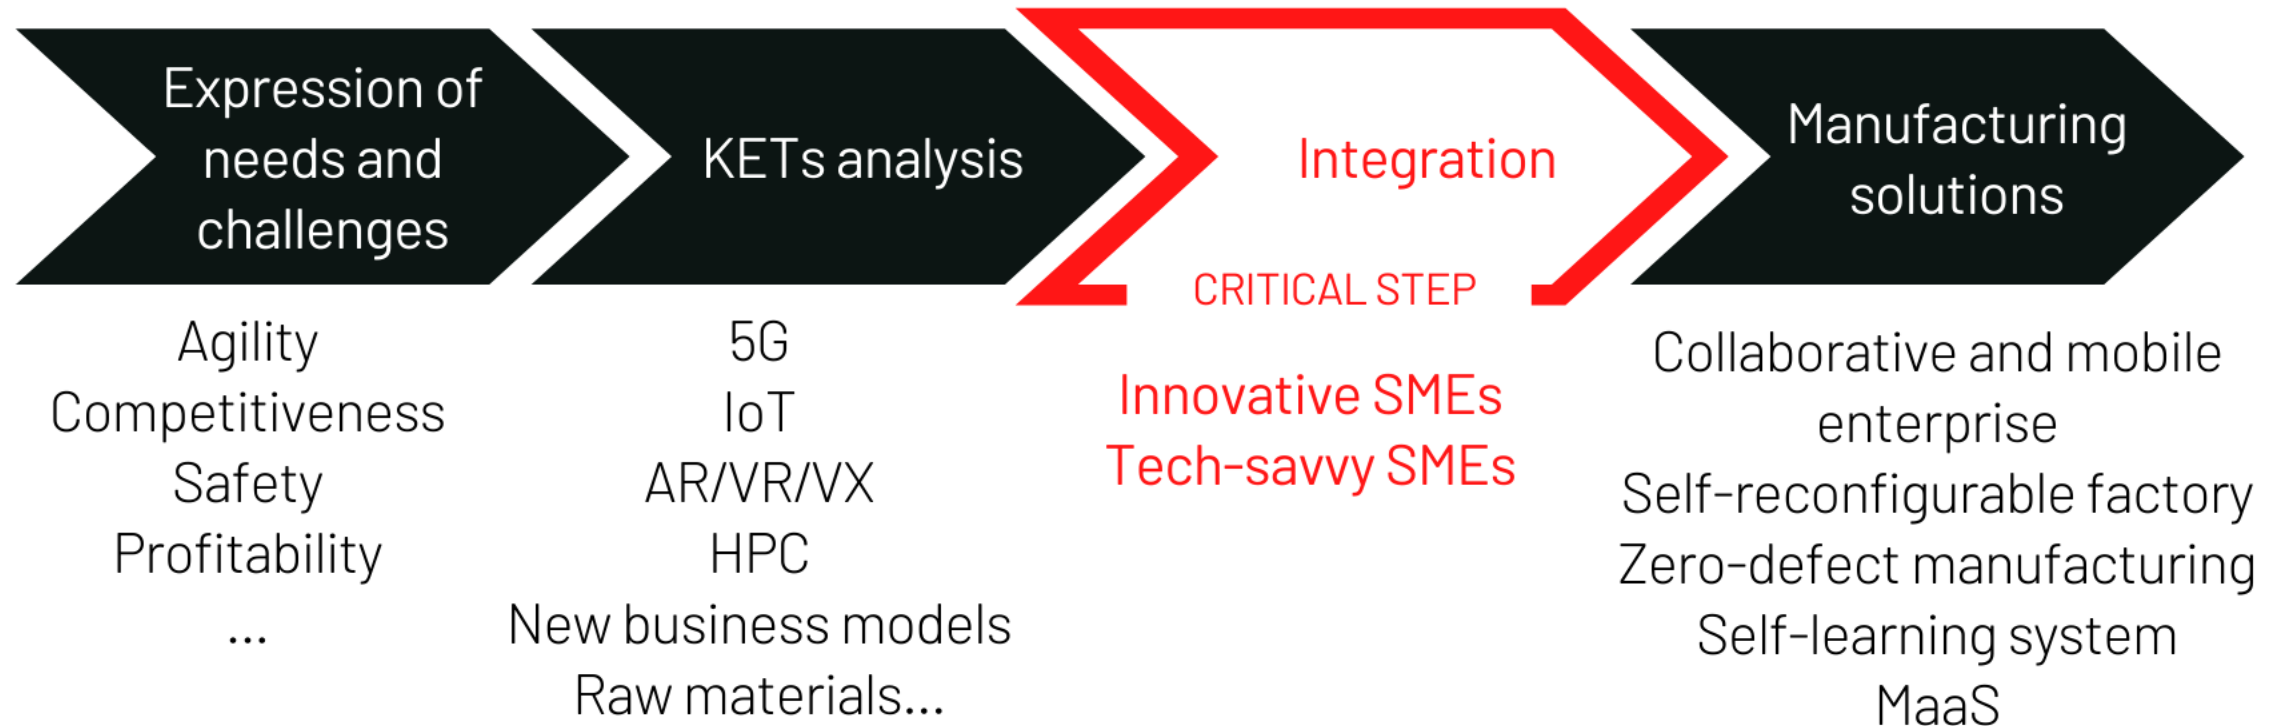 Expression of
needs and
challenges
Agility
Competitiveness
Safety
Profitability
...
KETs analysis
5G
IoT
AR/VR/VX
HPC
New business models
Raw materials...
Integration
CRITICAL STEP
Innovative SMEs
Tech-savvy SMEs
Manufacturing
solutions
Collaborative and mobile
enterprise
Self-reconfigurable factory
Zero-defect manufacturing
Self-learning system
MaaS